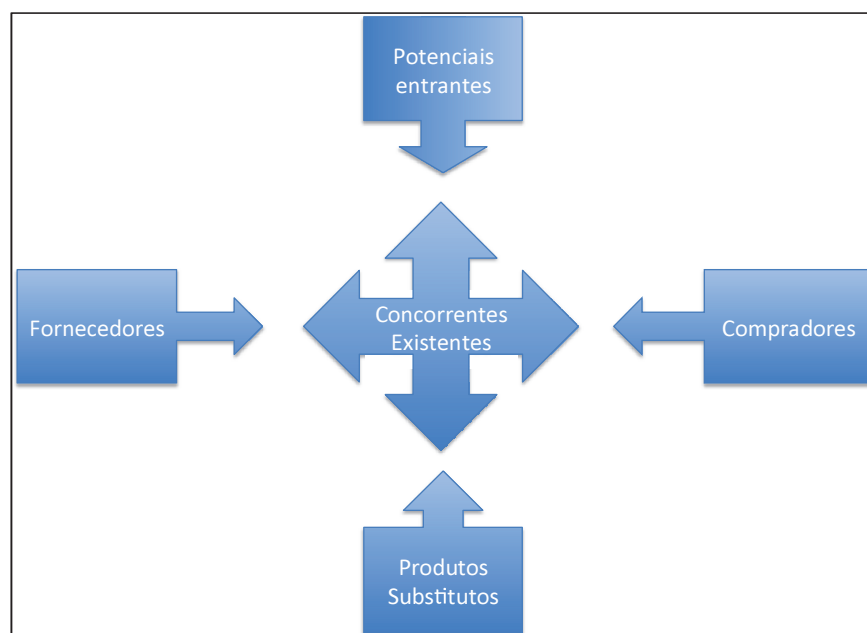 Potenciais
entrantes
Fornecedores
Concorrentes
Existentes
Compradores
Produtos
Substitutos